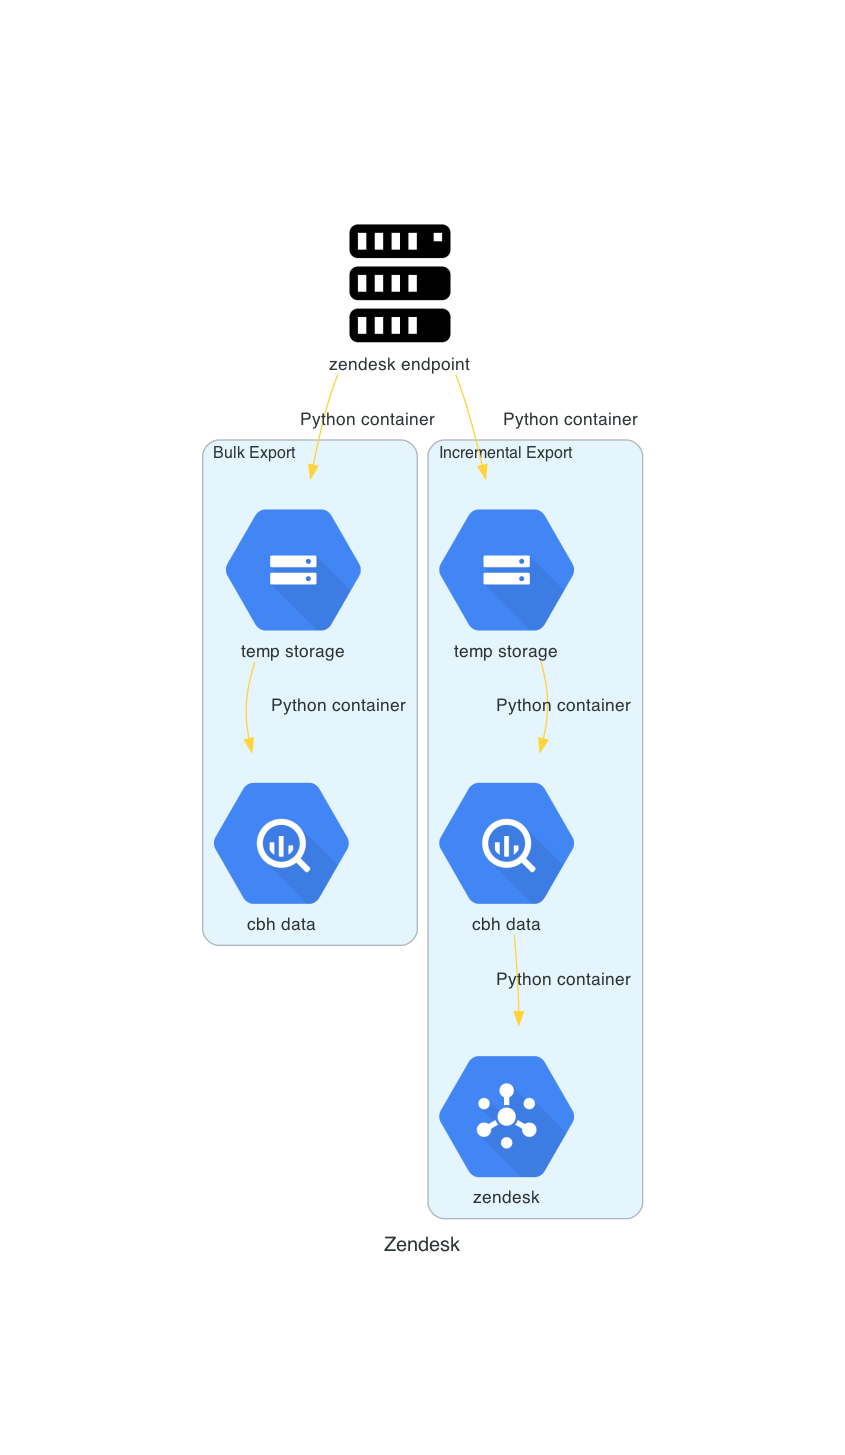 zendesk endpoint
Python container
Python container
Bulk Export
Incremental Export
temp storage
temp storage
Python container
Python container
cbh data
cbh data
Python container
zendesk
Zendesk